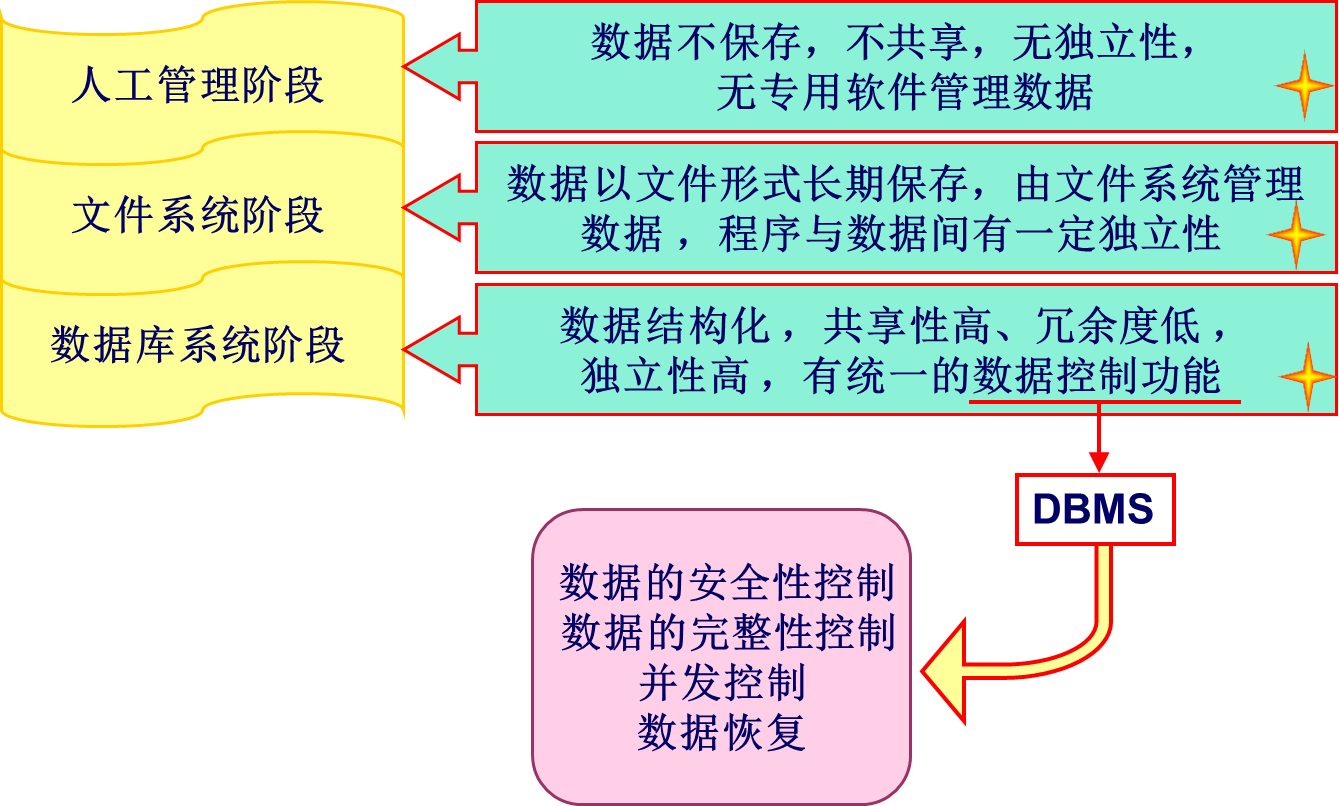 人工管理阶段
数据不保存，不共享，无独立性，
无专用软件管理数据
文件系统阶段
数据以文件形式长期保存，由文件系统管理
数据，程序与数据间有一定独立性
数据库系统阶段
数据结构化，共享性高、冗余度低，
独立性高，有统一的数据控制功能
DBMS
数据的安全性控制
数据的完整性控制
并发控制
数据恢复